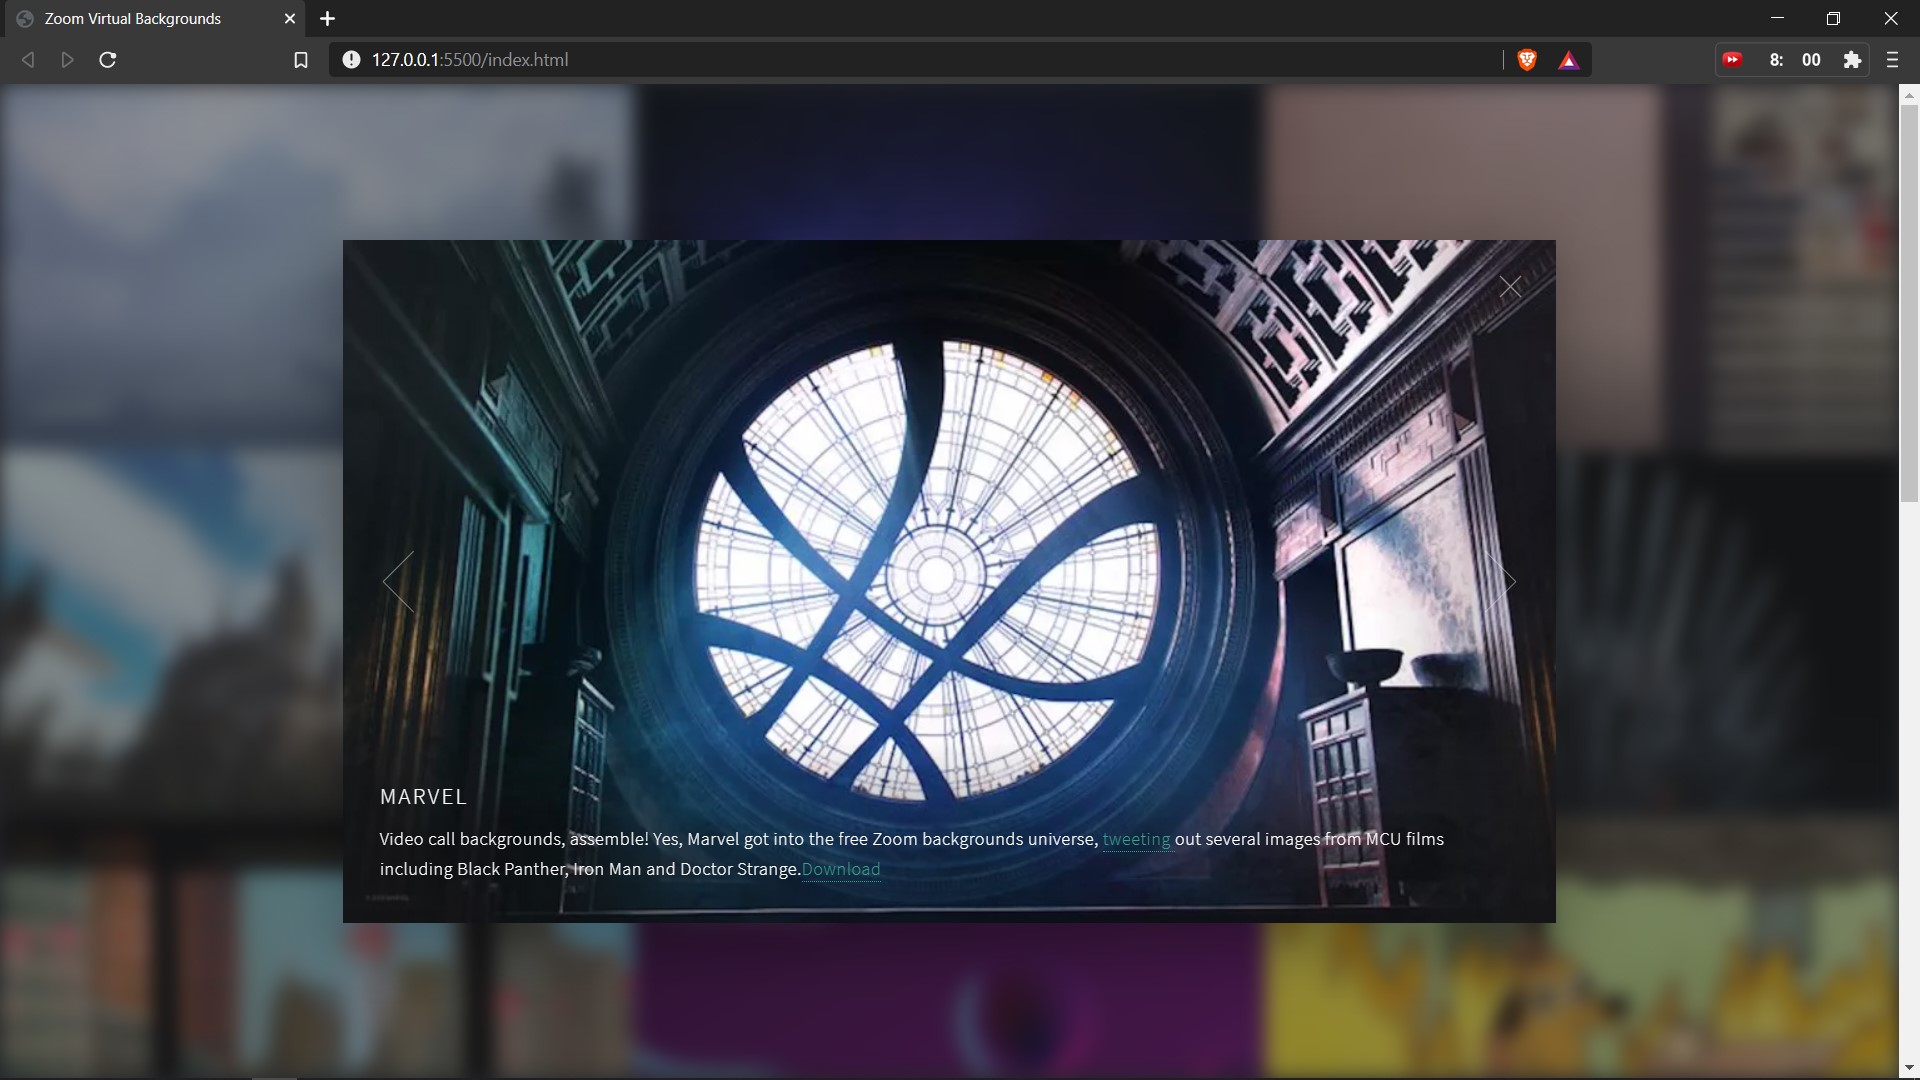 Zoom Virtual Backgrounds
127.0.0.1:5500/index.html
8: 00
MARVEL
Video call backgrounds, assemble! Yes, Marvel got into the free Zoom backgrounds universe, tweeting out several images from MCU films
including Black Panther, Iron Man and Doctor Strange.Download